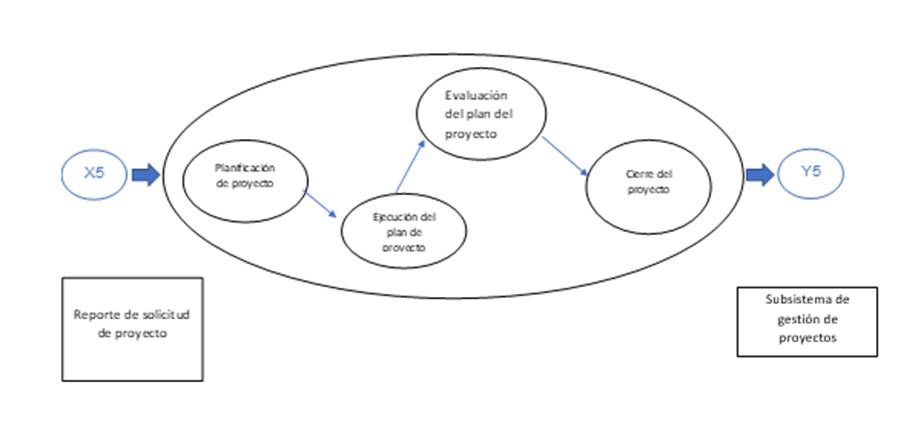 X5
Planificación
de proyecto
Ejecución del
plan de
proyecto
Evaluación
del plan del
proyecto
Cierre del
proyecto
Y5
Reporte de solicitud
de proyecto
Subsistema de
gestión de
proyectos